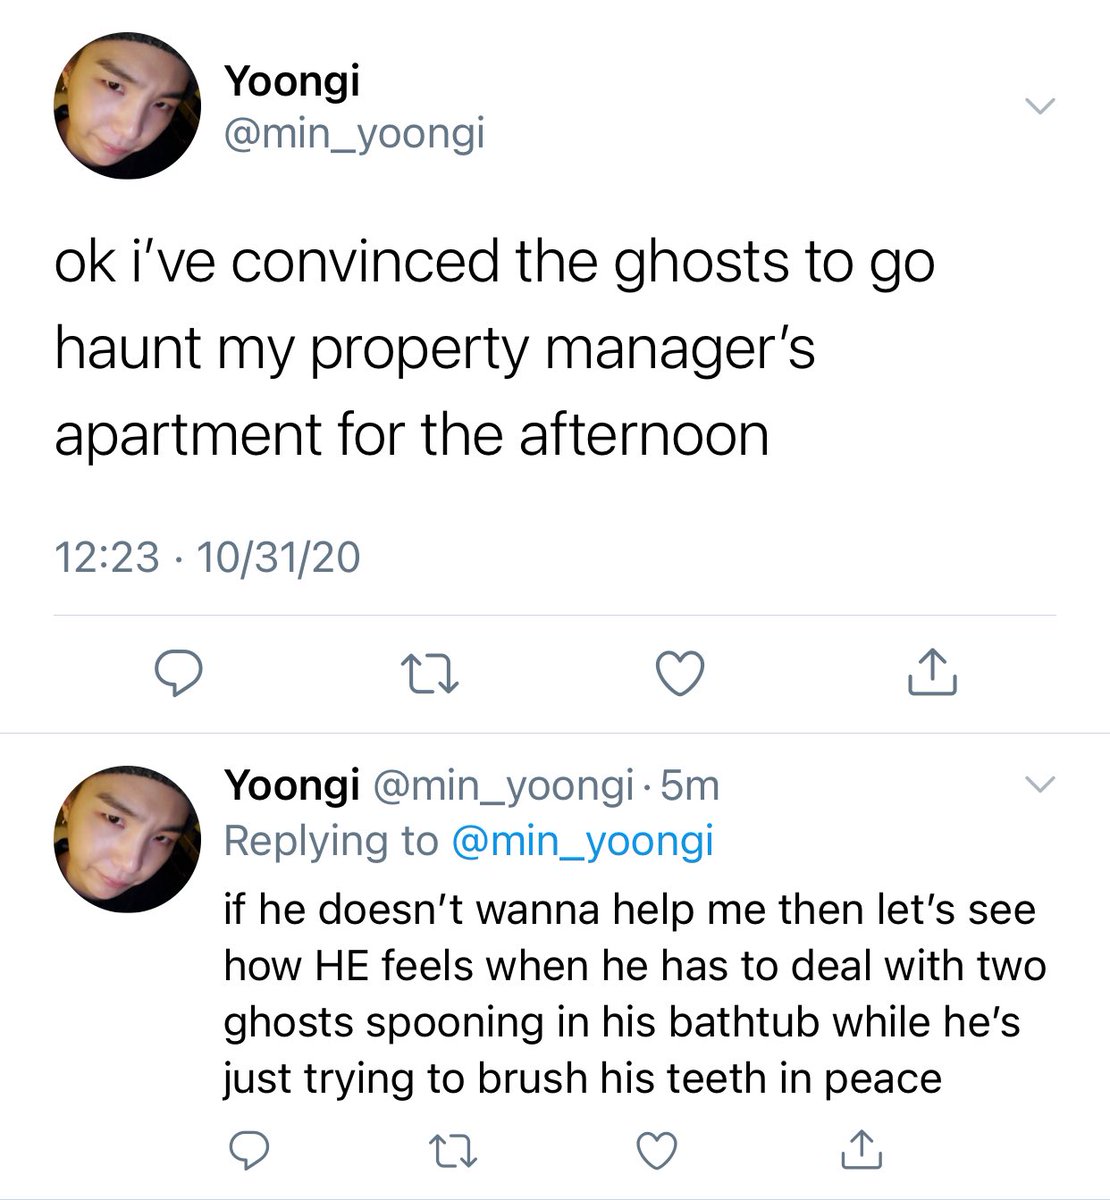 Yoongi
@min_yoongi
ok i’ve convinced the ghosts to go
haunt my property manager’s
apartment for the afternoon
12:23 · 10/31/20
Yoongi @min_yoongi · 5m
Replying to @min_yoongi
if he doesn’t wanna help me then let’s see
how HE feels when he has to deal with two
ghosts spooning in his bathtub while he’s
just trying to brush his teeth in peace